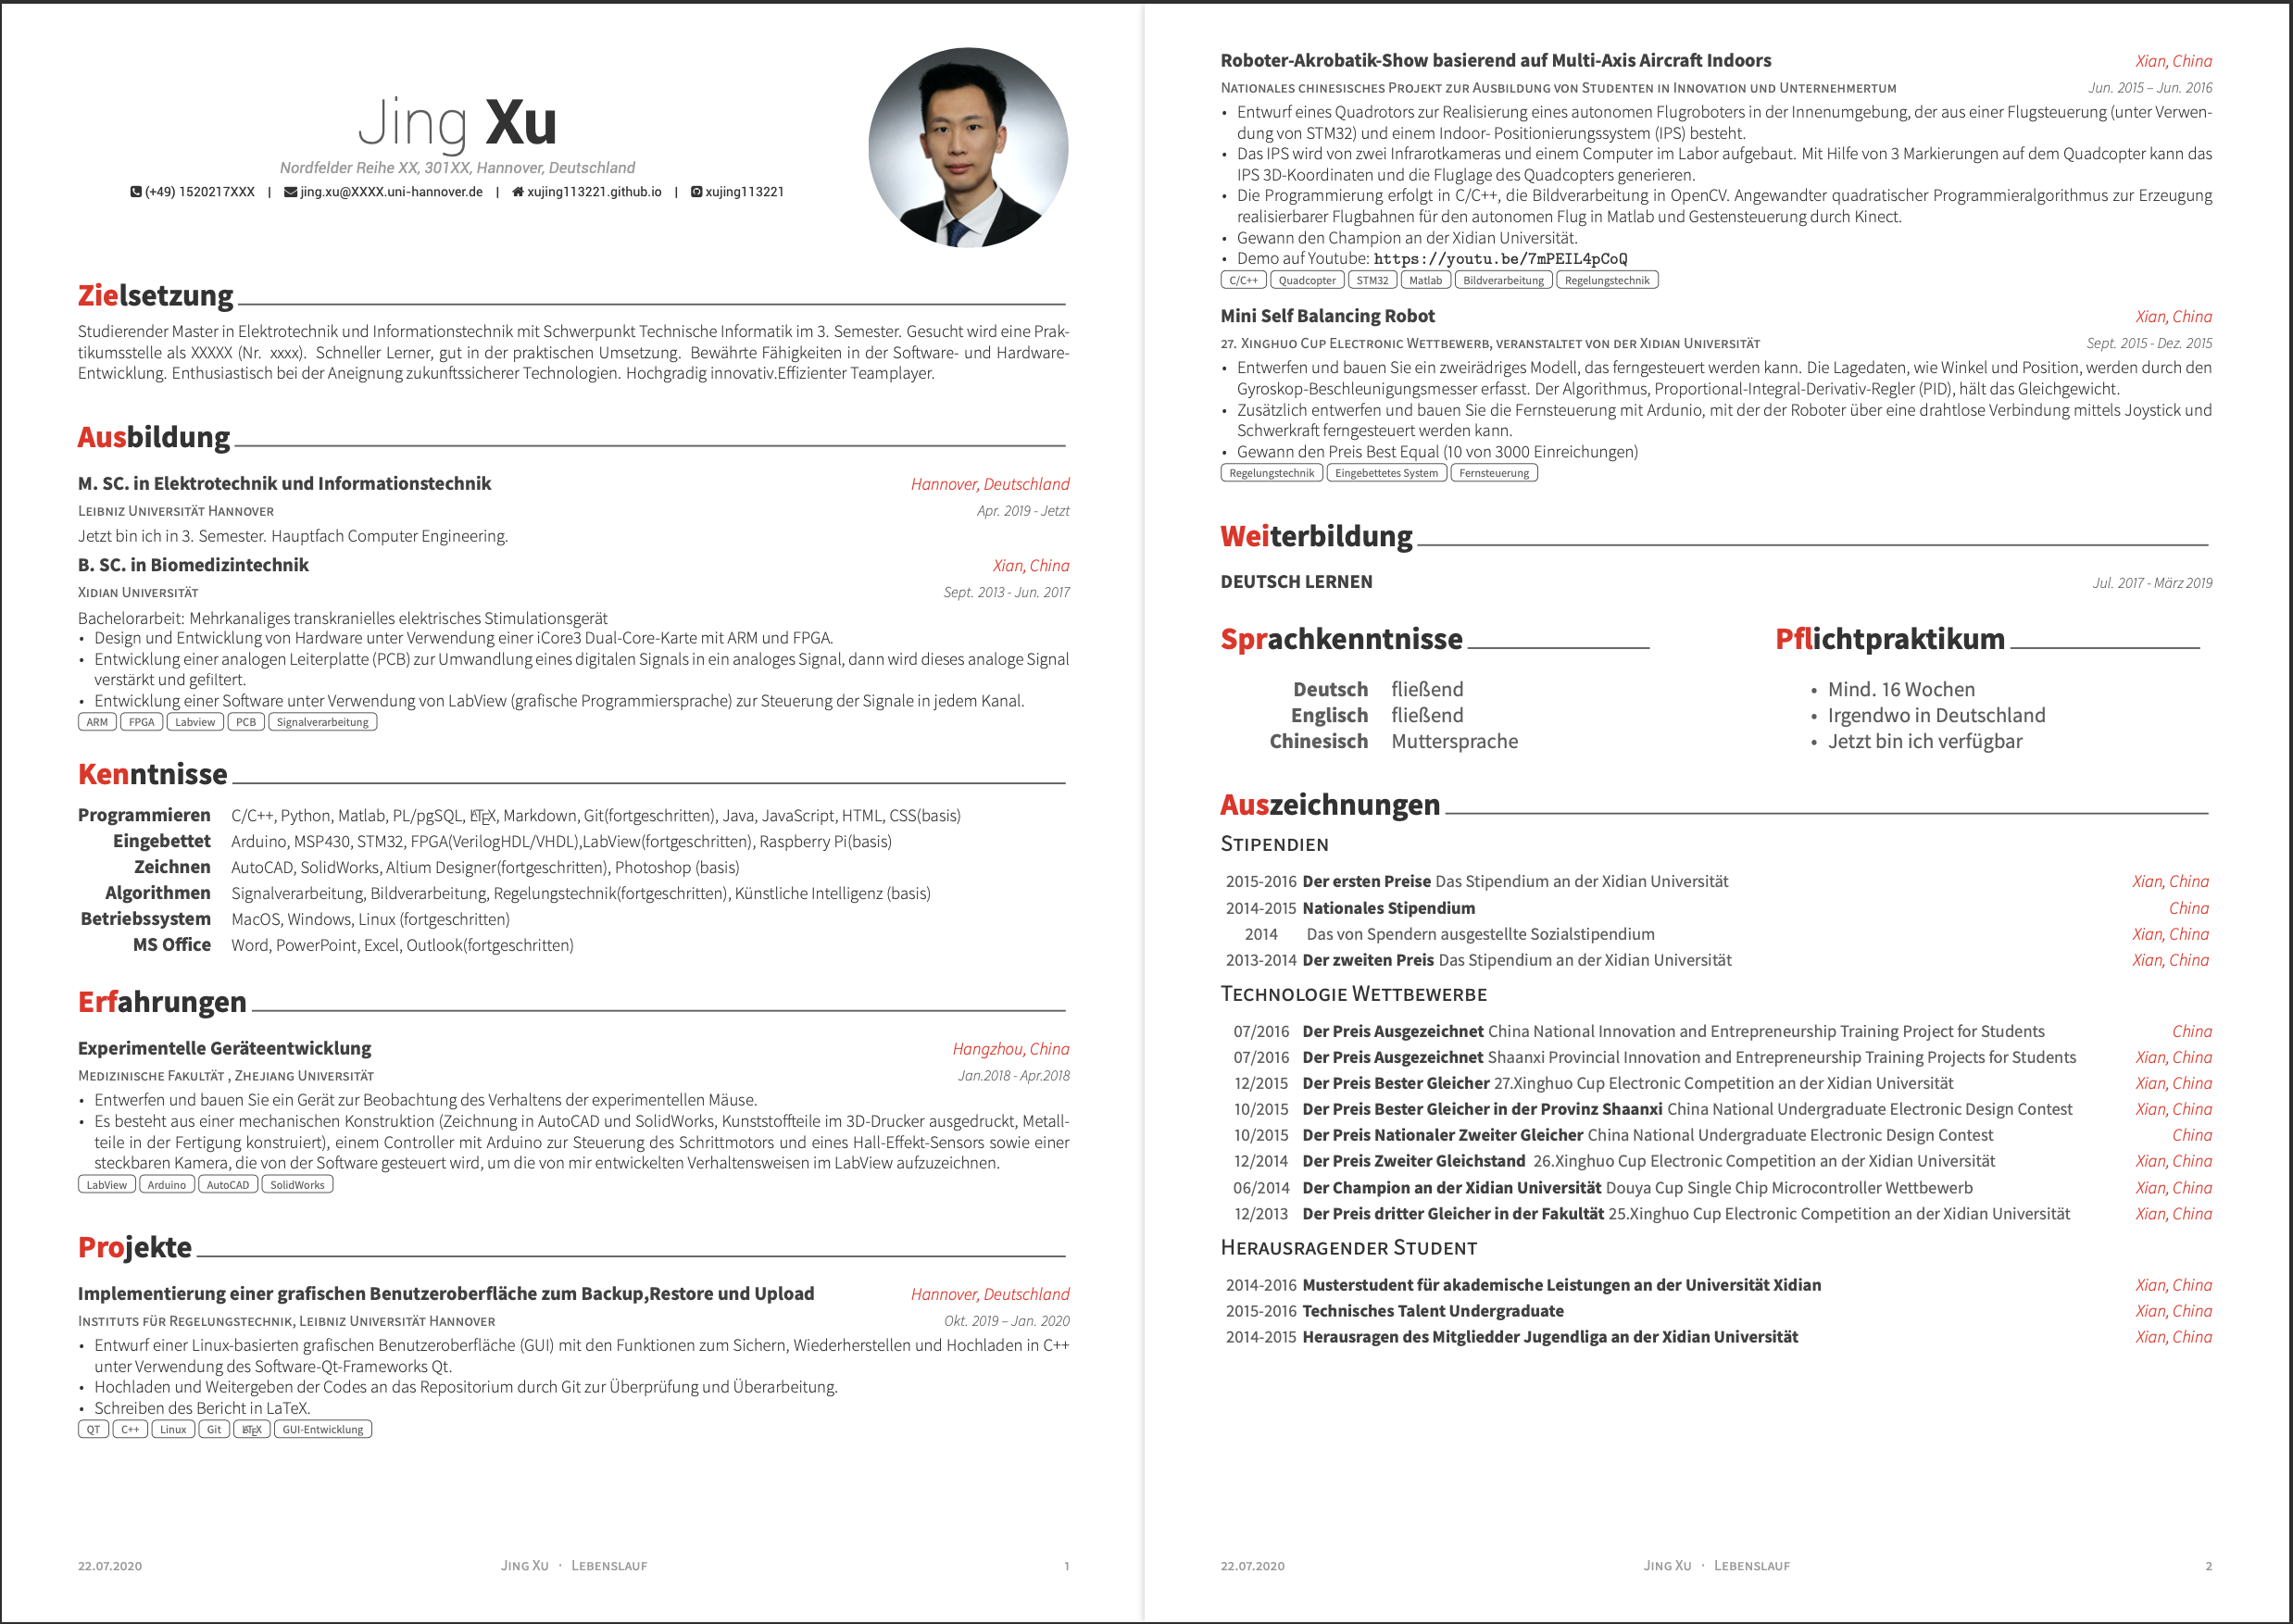 Jing Xu
Nordfelder Reihe XX, 301XX, Hannover, Deutschland
(+49) 1520217XXX | jing.xu@XXXX.uni-hannover.de | xujing113221.github.io | xujing113221
Zielsetzung
Studierender Master in Elektrotechnik und Informationstechnik mit Schwerpunkt Technische Informatik im 3. Semester. Gesucht wird eine Prak-
tikumsstelle als XXXXX (Nr. xxxx). Schneller Lerner, gut in der praktischen Umsetzung. Bewährte Fähigkeiten in der Software- und Hardware-
Entwicklung. Enthusiastisch bei der Aneignung zukunftssicherer Technologien. Hochgradig innovativ.Effizienter Teamplayer.
Ausbildung
M. SC. in Elektrotechnik und Informationstechnik Hannover, Deutschland
Leibniz Universität Hannover Apr. 2019 - Jetzt
Jetzt bin ich in 3. Semester. Hauptfach Computer Engineering.
B. SC. in Biomedizintechnik Xian, China
Xidian Universität Sept. 2013 - Jun. 2017
Bachelorarbeit: Mehrkanaliges transkranielles elektrisches Stimulationsgerät
• Design und Entwicklung von Hardware unter Verwendung einer iCore3 Dual-Core-Karte mit ARM und FPGA.
• Entwicklung einer analogen Leiterplatte (PCB) zur Umwandlung eines digitalen Signals in ein analoges Signal, dann wird dieses analoge Signal
verstärkt und gefiltert.
• Entwicklung einer Software unter Verwendung von LabView (grafische Programmiersprache) zur Steuerung der Signale in jedem Kanal.
ARM FPGA Labview PCB Signalverarbeitung
Kenntnisse
Programmieren C/C++, Python, Matlab, PL/pgSQL, LATEX, Markdown, Git(fortgeschritten), Java, JavaScript, HTML, CSS(basis)
Eingebettet Arduino, MSP430, STM32, FPGA(VerilogHDL/VHDL),LabView(fortgeschritten), Raspberry Pi(basis)
Zeichnen AutoCAD, SolidWorks, Altium Designer(fortgeschritten), Photoshop (basis)
Algorithmen Signalverarbeitung, Bildverarbeitung, Regelungstechnik(fortgeschritten), Künstliche Intelligenz (basis)
Betriebssystem MacOS, Windows, Linux (fortgeschritten)
MS Office Word, PowerPoint, Excel, Outlook(fortgeschritten)
Erfahrungen
Experimentelle Geräteentwicklung Hangzhou, China
Medizinische Fakultät , Zhejiang Universität Jan.2018 - Apr.2018
• Entwerfen und bauen Sie ein Gerät zur Beobachtung des Verhaltens der experimentellen Mäuse.
• Es besteht aus einer mechanischen Konstruktion (Zeichnung in AutoCAD und SolidWorks, Kunststoffteile im 3D-Drucker ausgedruckt, Metall-
teile in der Fertigung konstruiert), einem Controller mit Arduino zur Steuerung des Schrittmotors und eines Hall-Effekt-Sensors sowie einer
steckbaren Kamera, die von der Software gesteuert wird, um die von mir entwickelten Verhaltensweisen im LabView aufzuzeichnen.
LabView Arduino AutoCAD SolidWorks
Projekte
Implementierung einer grafischen Benutzeroberfläche zum Backup,Restore und Upload Hannover, Deutschland
Instituts für Regelungstechnik, Leibniz Universität Hannover Okt. 2019 – Jan. 2020
• Entwurf einer Linux-basierten grafischen Benutzeroberfläche (GUI) mit den Funktionen zum Sichern, Wiederherstellen und Hochladen in C++
unter Verwendung des Software-Qt-Frameworks Qt.
• Hochladen und Weitergeben der Codes an das Repositorium durch Git zur Überprüfung und Überarbeitung.
• Schreiben des Bericht in LaTeX.
QT C++ Linux Git LATEX GUI-Entwicklung
22.07.2020 Jing Xu · Lebenslauf 1
Roboter-Akrobatik-Show basierend auf Multi-Axis Aircraft Indoors Xian, China
Nationales chinesisches Projekt zur Ausbildung von Studenten in Innovation und Unternehmertum Jun. 2015 – Jun. 2016
• Entwurf eines Quadrotors zur Realisierung eines autonomen Flugroboters in der Innenumgebung, der aus einer Flugsteuerung (unter Verwen-
dung von STM32) und einem Indoor- Positionierungssystem (IPS) besteht.
• Das IPS wird von zwei Infrarotkameras und einem Computer im Labor aufgebaut. Mit Hilfe von 3 Markierungen auf dem Quadcopter kann das
IPS 3D-Koordinaten und die Fluglage des Quadcopters generieren.
• Die Programmierung erfolgt in C/C++, die Bildverarbeitung in OpenCV. Angewandter quadratischer Programmieralgorithmus zur Erzeugung
realisierbarer Flugbahnen für den autonomen Flug in Matlab und Gestensteuerung durch Kinect.
• Gewann den Champion an der Xidian Universität.
• Demo auf Youtube: https://youtu.be/7mPEIL4pCoQ
C/C++ Quadcopter STM32 Matlab Bildverarbeitung Regelungstechnik
Mini Self Balancing Robot Xian, China
27. Xinghuo Cup Electronic Wettbewerb, veranstaltet von der Xidian Universität Sept. 2015 - Dez. 2015
• Entwerfen und bauen Sie ein zweirädriges Modell, das ferngesteuert werden kann. Die Lagedaten, wie Winkel und Position, werden durch den
Gyroskop-Beschleunigungsmesser erfasst. Der Algorithmus, Proportional-Integral-Derivativ-Regler (PID), hält das Gleichgewicht.
• Zusätzlich entwerfen und bauen Sie die Fernsteuerung mit Ardunio, mit der der Roboter über eine drahtlose Verbindung mittels Joystick und
Schwerkraft ferngesteuert werden kann.
• Gewann den Preis Best Equal (10 von 3000 Einreichungen)
Regelungstechnik Eingebettetes System Fernsteuerung
Weiterbildung
DEUTSCH LERNEN Jul. 2017 - März 2019
Sprachkenntnisse
Deutsch fließend
Englisch fließend
Chinesisch Muttersprache
Pflichtpraktikum
• Mind. 16 Wochen
• Irgendwo in Deutschland
• Jetzt bin ich verfügbar
Auszeichnungen
Stipendien
2015-2016 Der ersten Preise Das Stipendium an der Xidian Universität Xian, China
2014-2015 Nationales Stipendium China
2014 Das von Spendern ausgestellte Sozialstipendium Xian, China
2013-2014 Der zweiten Preis Das Stipendium an der Xidian Universität Xian, China
Technologie Wettbewerbe
07/2016 Der Preis Ausgezeichnet China National Innovation and Entrepreneurship Training Project for Students China
07/2016 Der Preis Ausgezeichnet Shaanxi Provincial Innovation and Entrepreneurship Training Projects for Students Xian, China
12/2015 Der Preis Bester Gleicher 27.Xinghuo Cup Electronic Competition an der Xidian Universität Xian, China
10/2015 Der Preis Bester Gleicher in der Provinz Shaanxi China National Undergraduate Electronic Design Contest Xian, China
10/2015 Der Preis Nationaler Zweiter Gleicher China National Undergraduate Electronic Design Contest China
12/2014 Der Preis Zweiter Gleichstand 26.Xinghuo Cup Electronic Competition an der Xidian Universität Xian, China
06/2014 Der Champion an der Xidian Universität Douya Cup Single Chip Microcontroller Wettbewerb Xian, China
12/2013 Der Preis dritter Gleicher in der Fakultät 25.Xinghuo Cup Electronic Competition an der Xidian Universität Xian, China
Herausragender Student
2014-2016 Musterstudent für akademische Leistungen an der Universität Xidian Xian, China
2015-2016 Technisches Talent Undergraduate Xian, China
2014-2015 Herausragen des Mitgliedder Jugendliga an der Xidian Universität Xian, China
22.07.2020 Jing Xu · Lebenslauf 2